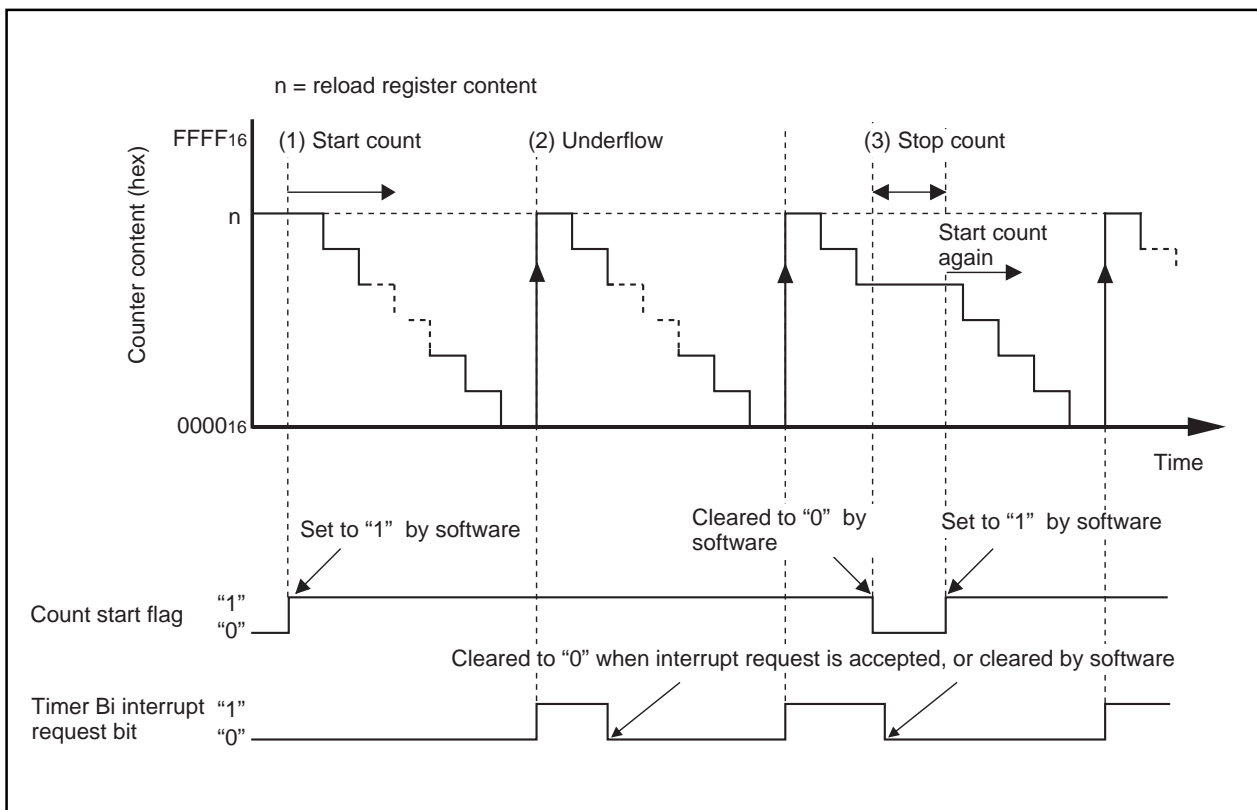 n = reload register content
FFFF16
(1) Start count
(2) Underflow
(3) Stop count
Counter content (hex)
n
Start count
again
000016
Time
Set to “1” by software
Cleared to “0” by
software
Set to “1” by software
Count start flag
“1”
“0”
Cleared to “0” when interrupt request is accepted, or cleared by software
Timer Bi interrupt
request bit
“1”
“0”